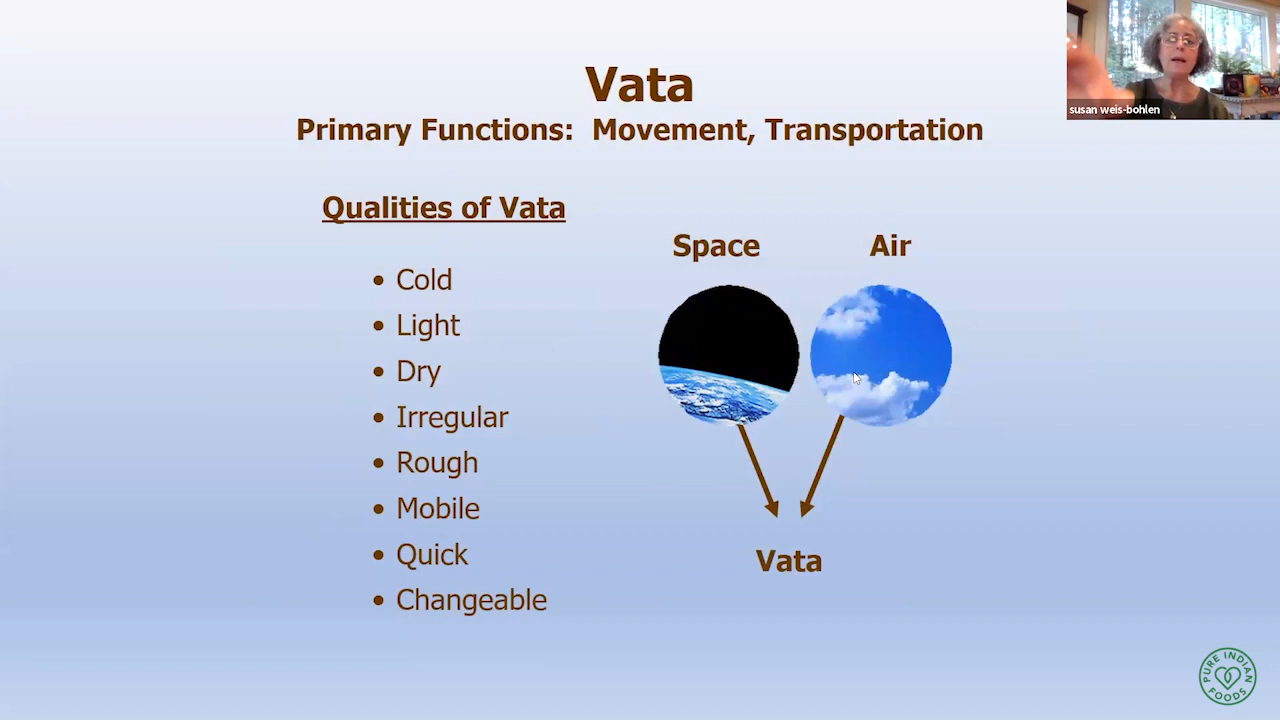 Vata
Primary Functions: Movement, Transportation
susan weis-bohlen
Qualities of Vata
• Cold
• Light
• Dry
• Irregular
• Rough
• Mobile
• Quick
• Changeable
Space
Air
Vata
PURE INDIAN
FOODS